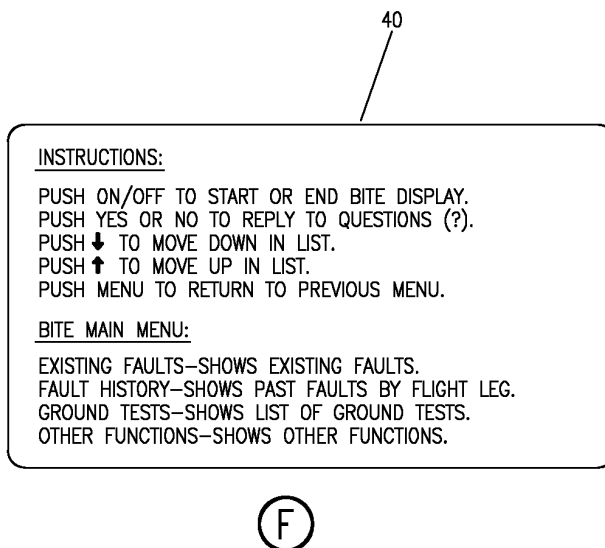 40
INSTRUCTIONS:
PUSH ON/OFF TO START OR END BITE DISPLAY.
PUSH YES OR NO TO REPLY TO QUESTIONS (?).
PUSH ↓ TO MOVE DOWN IN LIST.
PUSH ↑ TO MOVE UP IN LIST.
PUSH MENU TO RETURN TO PREVIOUS MENU.
BITE MAIN MENU:
EXISTING FAULTS–SHOWS EXISTING FAULTS.
FAULT HISTORY–SHOWS PAST FAULTS BY FLIGHT LEG.
GROUND TESTS–SHOWS LIST OF GROUND TESTS.
OTHER FUNCTIONS–SHOWS OTHER FUNCTIONS.
F